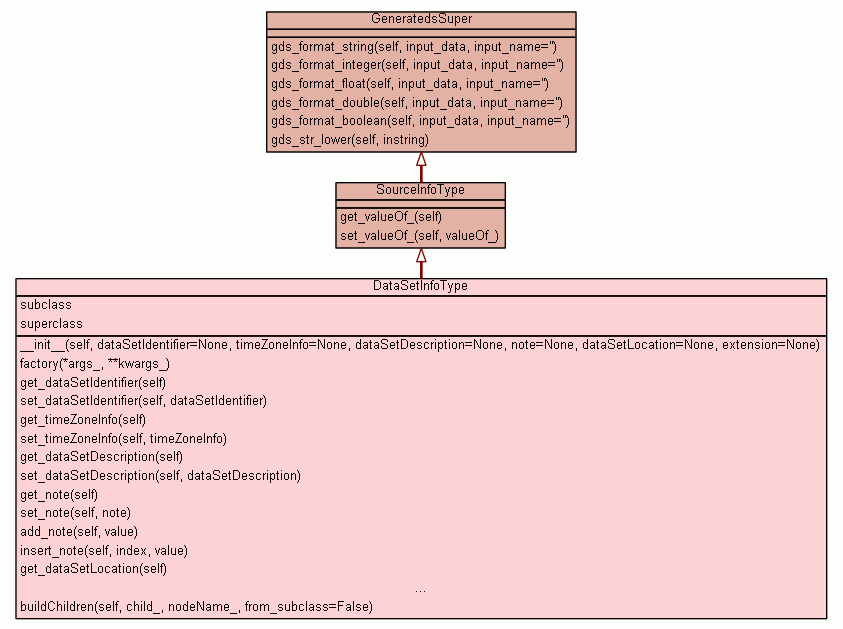 GeneratedsSuper
gds_format_string(self, input_data, input_name='')
gds_format_integer(self, input_data, input_name='')
gds_format_float(self, input_data, input_name='')
gds_format_double(self, input_data, input_name='')
gds_format_boolean(self, input_data, input_name='')
gds_str_lower(self, instring)
SourceInfoType
get_valueOf_(self)
set_valueOf_(self, valueOf_)
DataSetInfoType
subclass
superclass
__init__(self, dataSetIdentifier=None, timeZoneInfo=None, dataSetDescription=None, note=None, dataSetLocation=None, extension=None)
factory(*args_, **kwargs_)
get_dataSetIdentifier(self)
set_dataSetIdentifier(self, dataSetIdentifier)
get_timeZoneInfo(self)
set_timeZoneInfo(self, timeZoneInfo)
get_dataSetDescription(self)
set_dataSetDescription(self, dataSetDescription)
get_note(self)
set_note(self, note)
add_note(self, value)
insert_note(self, index, value)
get_dataSetLocation(self)
...
buildChildren(self, child_, nodeName_, from_subclass=False)